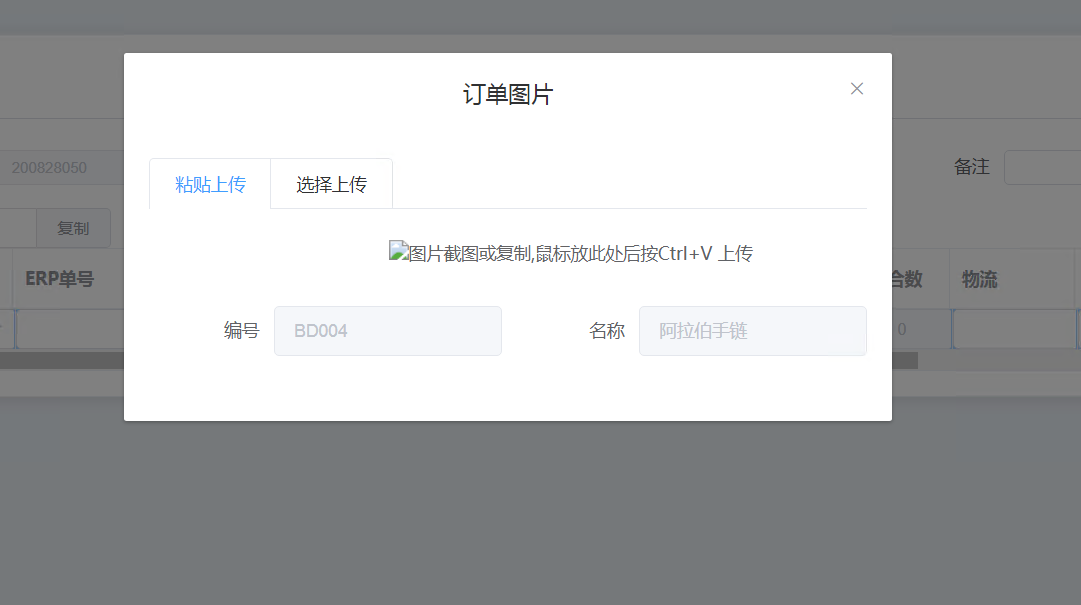 订单图片
粘贴上传 选择上传
200828050
备注
复制
图片截图或复制,鼠标放此处后按Ctrl+V 上传
ERP单号
合数 物流
编号 BD004 名称 阿拉伯手链
0